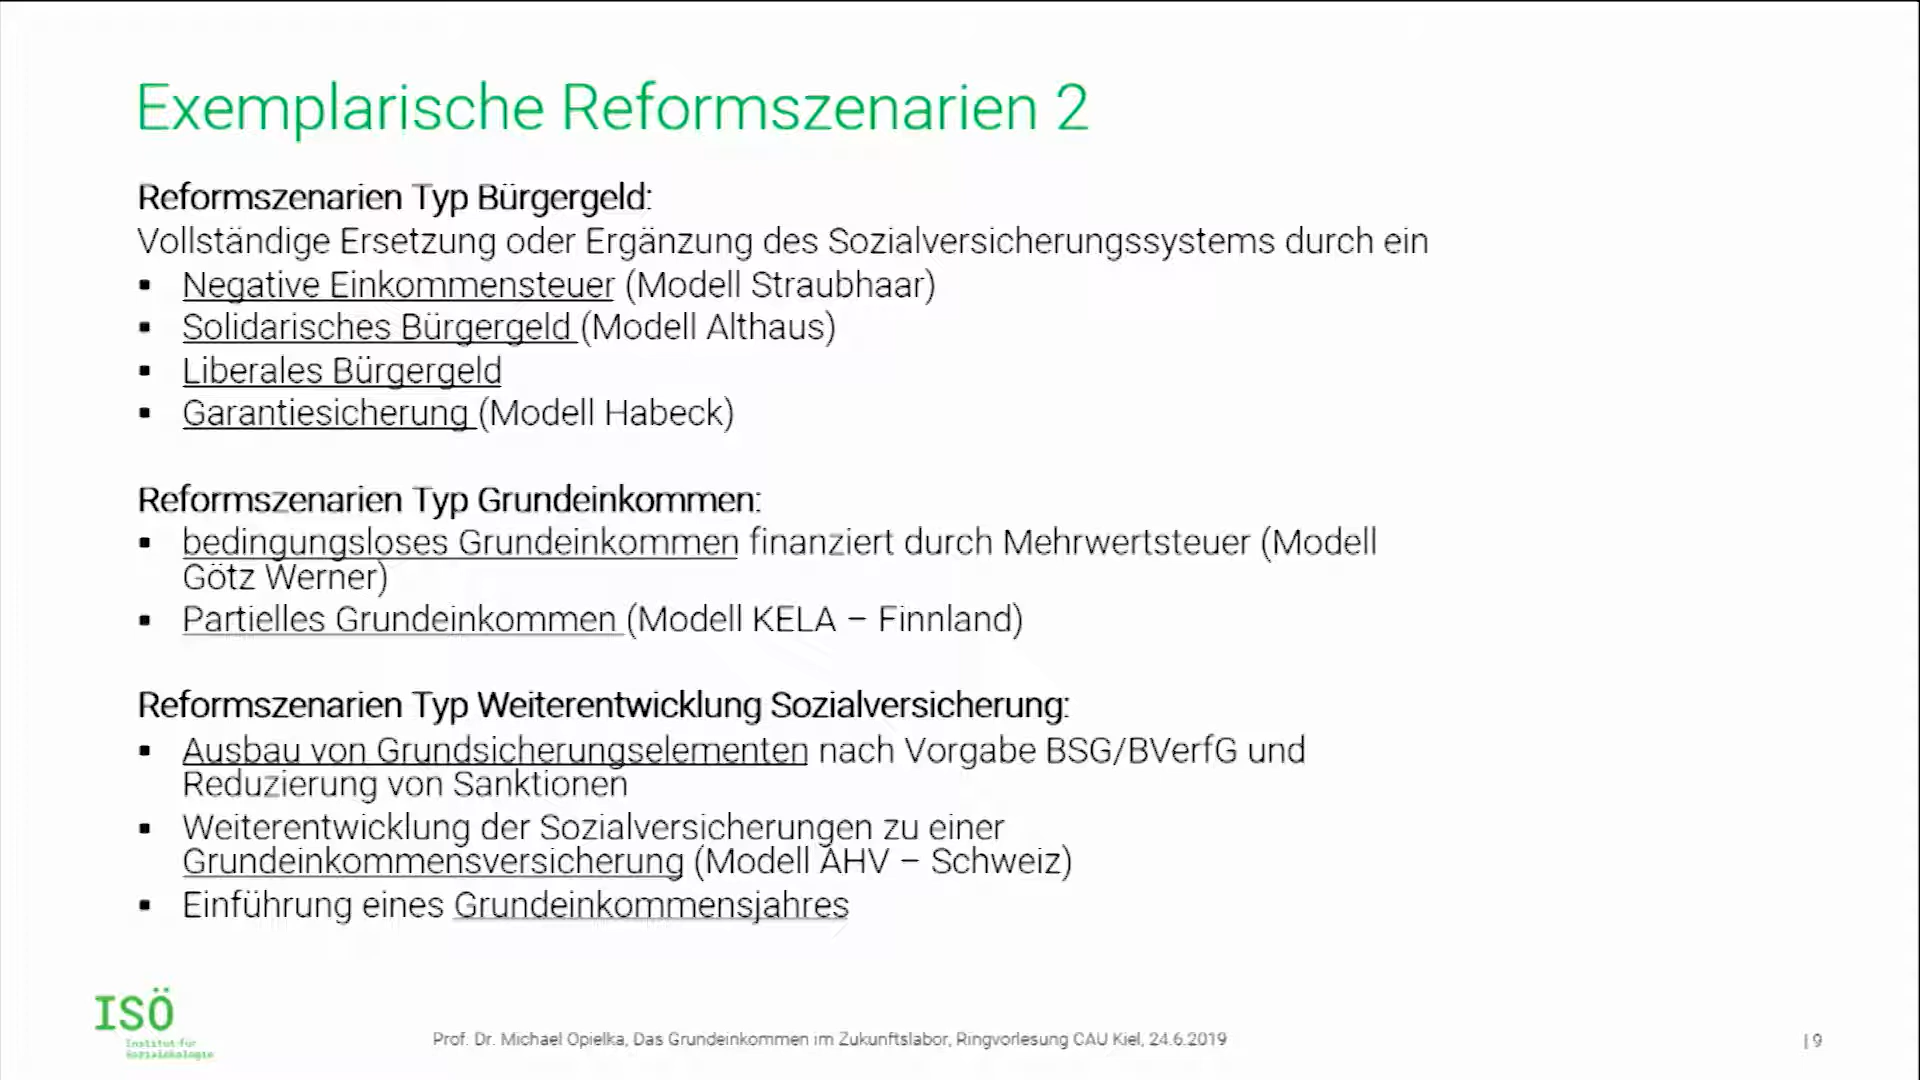 Exemplarische Reformszenarien 2
Reformszenarien Typ Bürgergeld:
Vollständige Ersetzung oder Ergänzung des Sozialversicherungssystems durch ein
▪ Negative Einkommensteuer (Modell Straubhaar)
▪ Solidarisches Bürgergeld (Modell Althaus)
▪ Liberales Bürgergeld
▪ Garantiesicherung (Modell Habeck)
Reformszenarien Typ Grundeinkommen:
▪ bedingungsloses Grundeinkommen finanziert durch Mehrwertsteuer (Modell
Götz Werner)
▪ Partielles Grundeinkommen (Modell KELA – Finnland)
Reformszenarien Typ Weiterentwicklung Sozialversicherung:
▪ Ausbau von Grundsicherungselementen nach Vorgabe BSG/BVerfG und
Reduzierung von Sanktionen
▪ Weiterentwicklung der Sozialversicherungen zu einer
Grundeinkommensversicherung (Modell AHV – Schweiz)
▪ Einführung eines Grundeinkommensjahres
ISÖ
Institut für
Sozialökologie
Prof. Dr. Michael Opielka, Das Grundeinkommen im Zukunftslabor, Ringvorlesung CAU Kiel, 24.6.2019
| 9